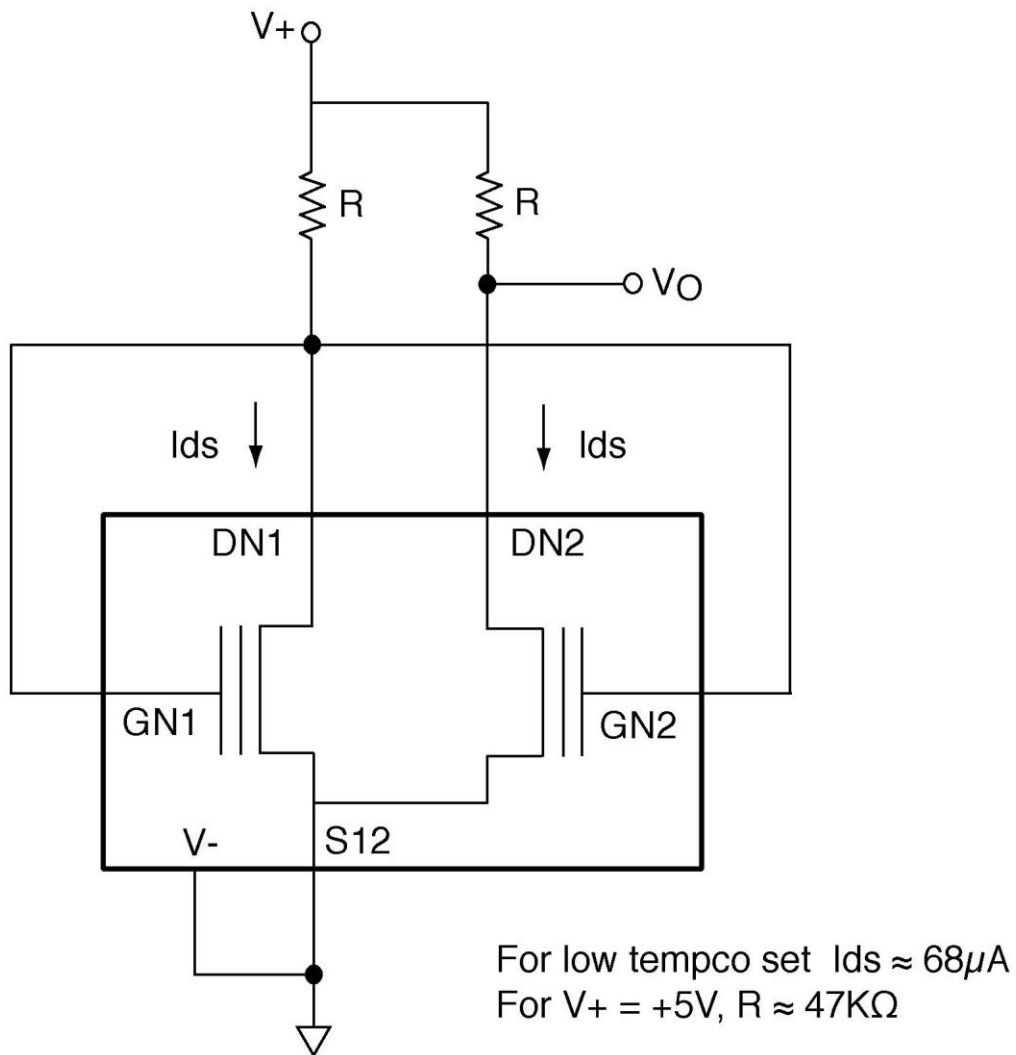 V+
R
R
VO
Ids
Ids
DN1
DN2
GN1
GN2
V-
S12
For low tempco set Ids ≈ 68µA
For V+ = +5V, R ≈ 47KΩ